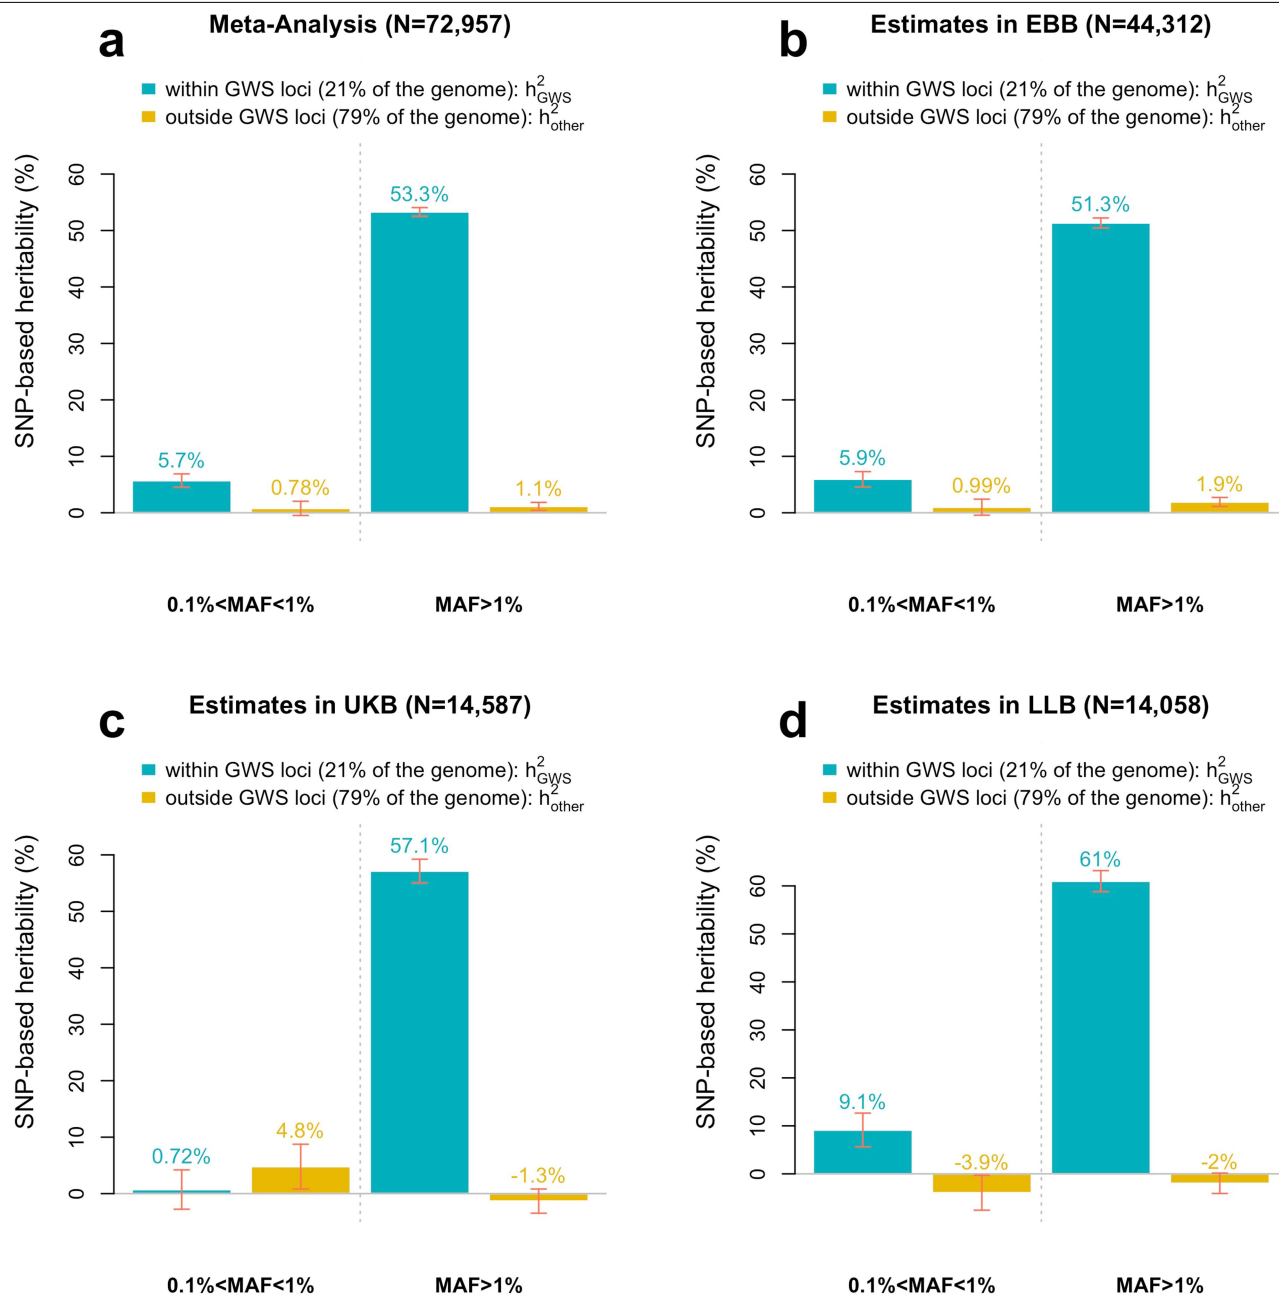 a
Meta-Analysis (N=72,957)
within GWS loci (21% of the genome): h²GWS
outside GWS loci (79% of the genome): h²other
SNP-based heritability (%)
60
50
40
30
20
10
0
5.7%
0.78%
53.3%
1.1%
0.1%<MAF<1%
MAF>1%
b
Estimates in EBB (N=44,312)
within GWS loci (21% of the genome): h²GWS
outside GWS loci (79% of the genome): h²other
SNP-based heritability (%)
60
50
40
30
20
10
0
5.9%
0.99%
51.3%
1.9%
0.1%<MAF<1%
MAF>1%
c
Estimates in UKB (N=14,587)
within GWS loci (21% of the genome): h²GWS
outside GWS loci (79% of the genome): h²other
SNP-based heritability (%)
60
50
40
30
20
10
0
0.72%
4.8%
57.1%
-1.3%
0.1%<MAF<1%
MAF>1%
d
Estimates in LLB (N=14,058)
within GWS loci (21% of the genome): h²GWS
outside GWS loci (79% of the genome): h²other
SNP-based heritability (%)
60
50
40
30
20
10
0
9.1%
-3.9%
61%
-2%
0.1%<MAF<1%
MAF>1%